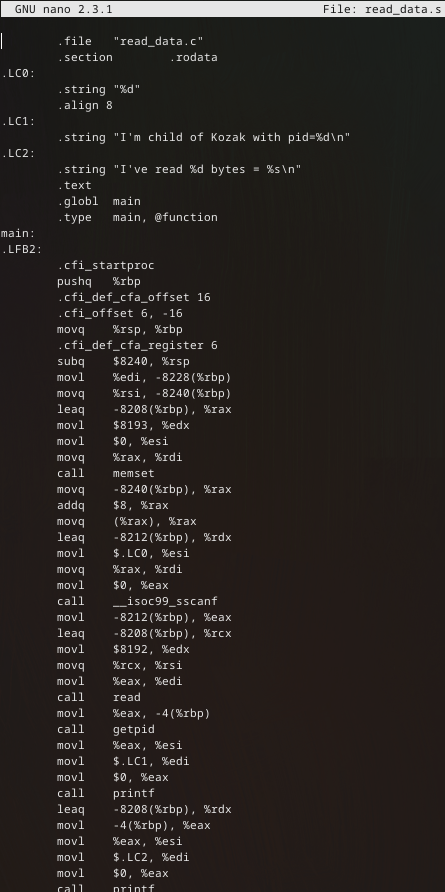 GNU nano 2.3.1 File: read_data.s
.file "read_data.c"
.section .rodata
.LC0:
.string "%d"
.align 8
.LC1:
.string "I'm child of Kozak with pid=%d\n"
.LC2:
.string "I've read %d bytes = %s\n"
.text
.globl main
.type main, @function
main:
.LFB2:
.cfi_startproc
pushq %rbp
.cfi_def_cfa_offset 16
.cfi_offset 6, -16
movq %rsp, %rbp
.cfi_def_cfa_register 6
subq $8240, %rsp
movl %edi, -8228(%rbp)
movq %rsi, -8240(%rbp)
leaq -8208(%rbp), %rax
movl $8193, %edx
movl $0, %esi
movq %rax, %rdi
call memset
movq -8240(%rbp), %rax
addq $8, %rax
movq (%rax), %rax
leaq -8212(%rbp), %rdx
movl $.LC0, %esi
movq %rax, %rdi
movl $0, %eax
call __isoc99_sscanf
movl -8212(%rbp), %eax
leaq -8208(%rbp), %rcx
movl $8192, %edx
movq %rcx, %rsi
movl %eax, %edi
call read
movl %eax, -4(%rbp)
call getpid
movl %eax, %esi
movl $.LC1, %edi
movl $0, %eax
call printf
leaq -8208(%rbp), %rdx
movl -4(%rbp), %eax
movl %eax, %esi
movl $.LC2, %edi
movl $0, %eax
call printf